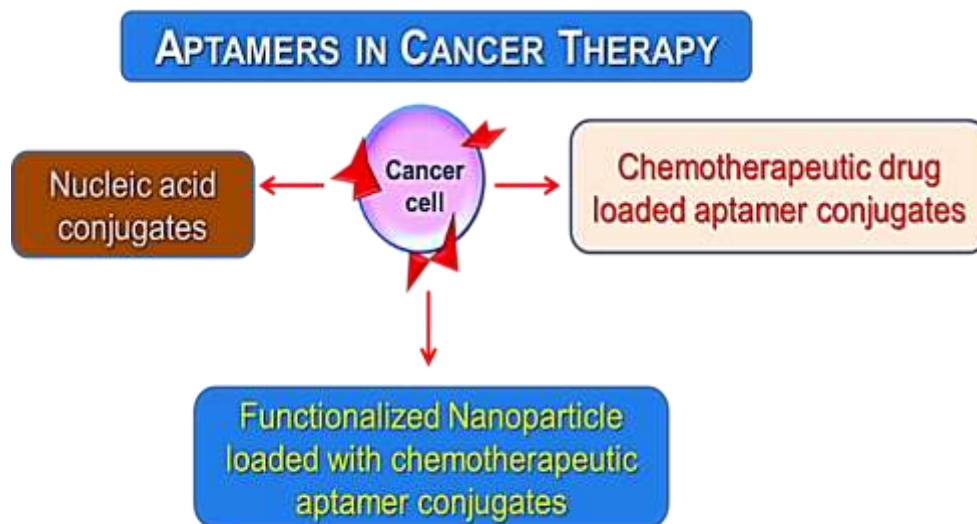 APTAMERS IN CANCER THERAPY
Nucleic acid
conjugates
Cancer
cell
Chemotherapeutic drug
loaded aptamer conjugates
Functionalized Nanoparticle
loaded with chemotherapeutic
aptamer conjugates